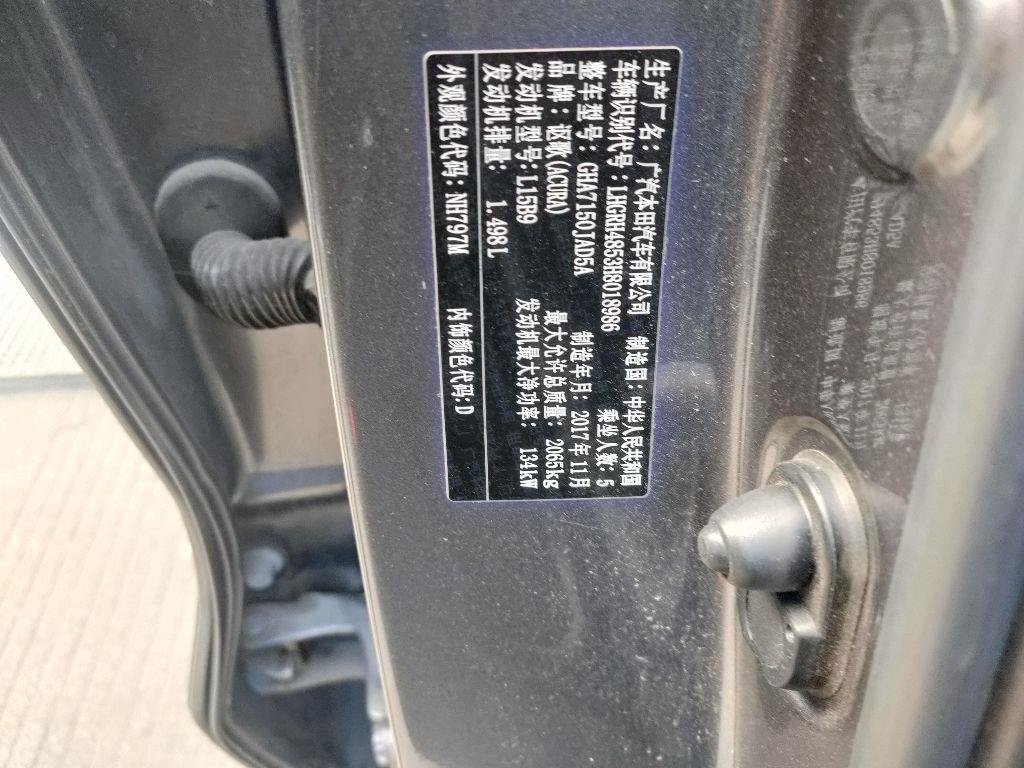 生产厂名：广汽本田汽车有限公司 制造国：中华人民共和国
车辆识别代号：LHGRH4853H8018986 乘坐人数：5
整车型号：GHA7150JAD5A 制造年月：2017年11月
品牌：讴歌(ACURA) 最大允许总质量：2065kg
发动机型号：L15B9 发动机最大净功率：134kW
发动机排量：1.498L
外观颜色代码：NH797M 内饰颜色代码：D